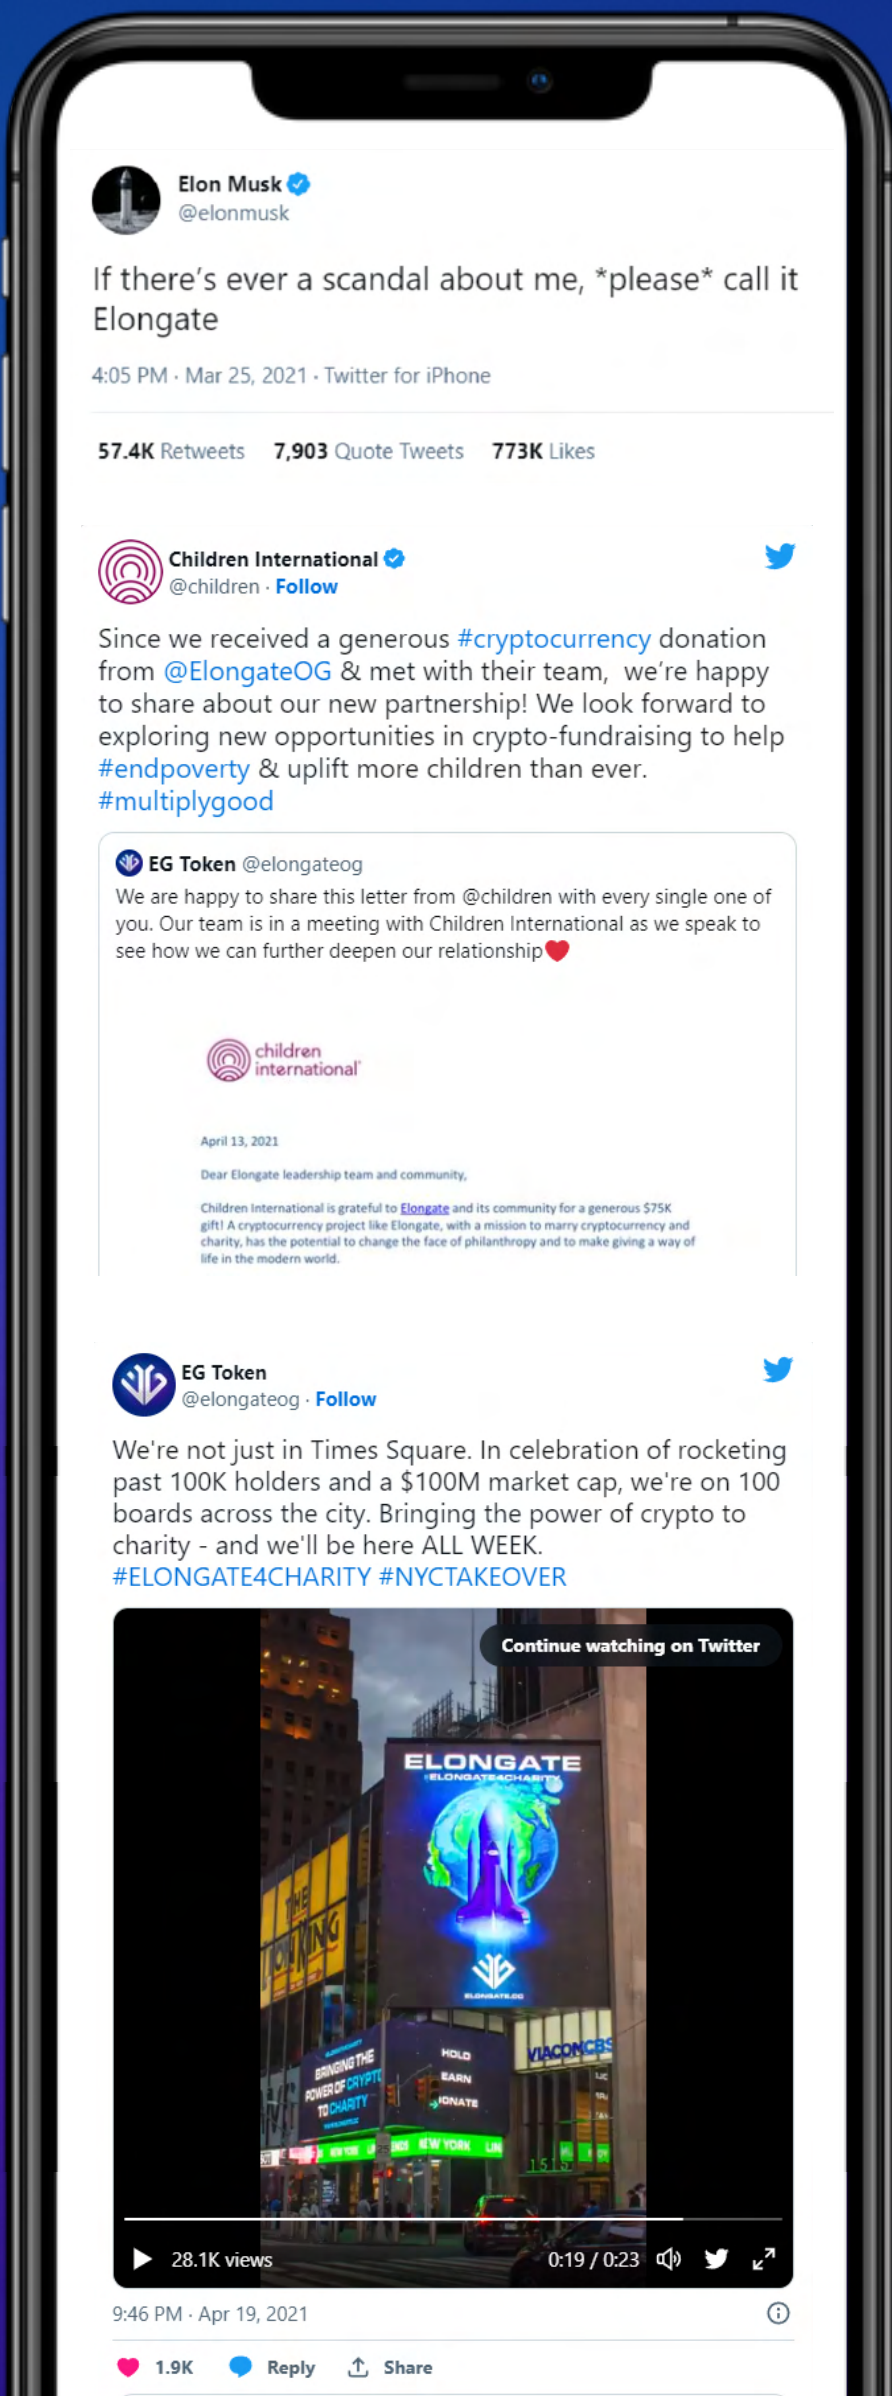 Elon Musk
@elonmusk
If there's ever a scandal about me, *please* call it
Elongate
4:05 PM · Mar 25, 2021 · Twitter for iPhone
57.4K Retweets 7,903 Quote Tweets 773K Likes
Children International
@children · Follow
Since we received a generous #cryptocurrency donation
from @ElongateOG & met with their team, we're happy
to share about our new partnership! We look forward to
exploring new opportunities in crypto-fundraising to help
#endpoverty & uplift more children than ever.
#multiplygood
EG Token @elongateog
We are happy to share this letter from @children with every single one of
you. Our team is in a meeting with Children International as we speak to
see how we can further deepen our relationship❤️
children
international
April 13, 2021
Dear Elongate leadership team and community,
Children International is grateful to Elongate and its community for a generous $75K
gift! A cryptocurrency project like Elongate, with a mission to marry cryptocurrency and
charity, has the potential to change the face of philanthropy and to make giving a way of
life in the modern world.
EG Token
@elongateog · Follow
We're not just in Times Square. In celebration of rocketing
past 100K holders and a $100M market cap, we're on 100
boards across the city. Bringing the power of crypto to
charity - and we'll be here ALL WEEK.
#ELONGATE4CHARITY #NYCTAKEOVER
Continue watching on Twitter
ELONGATE
#ELONGATE4CHARITY
THE
LION KING
ELONGATE.CC
BRINGING THE
POWER OF CRYPTO
TO CHARITY
HOLD
EARN
DONATE
VIACOMCBS
NEW YORK
NEW YORK
1515
28.1K views
0:19 / 0:23
9:46 PM · Apr 19, 2021
1.9K Reply Share